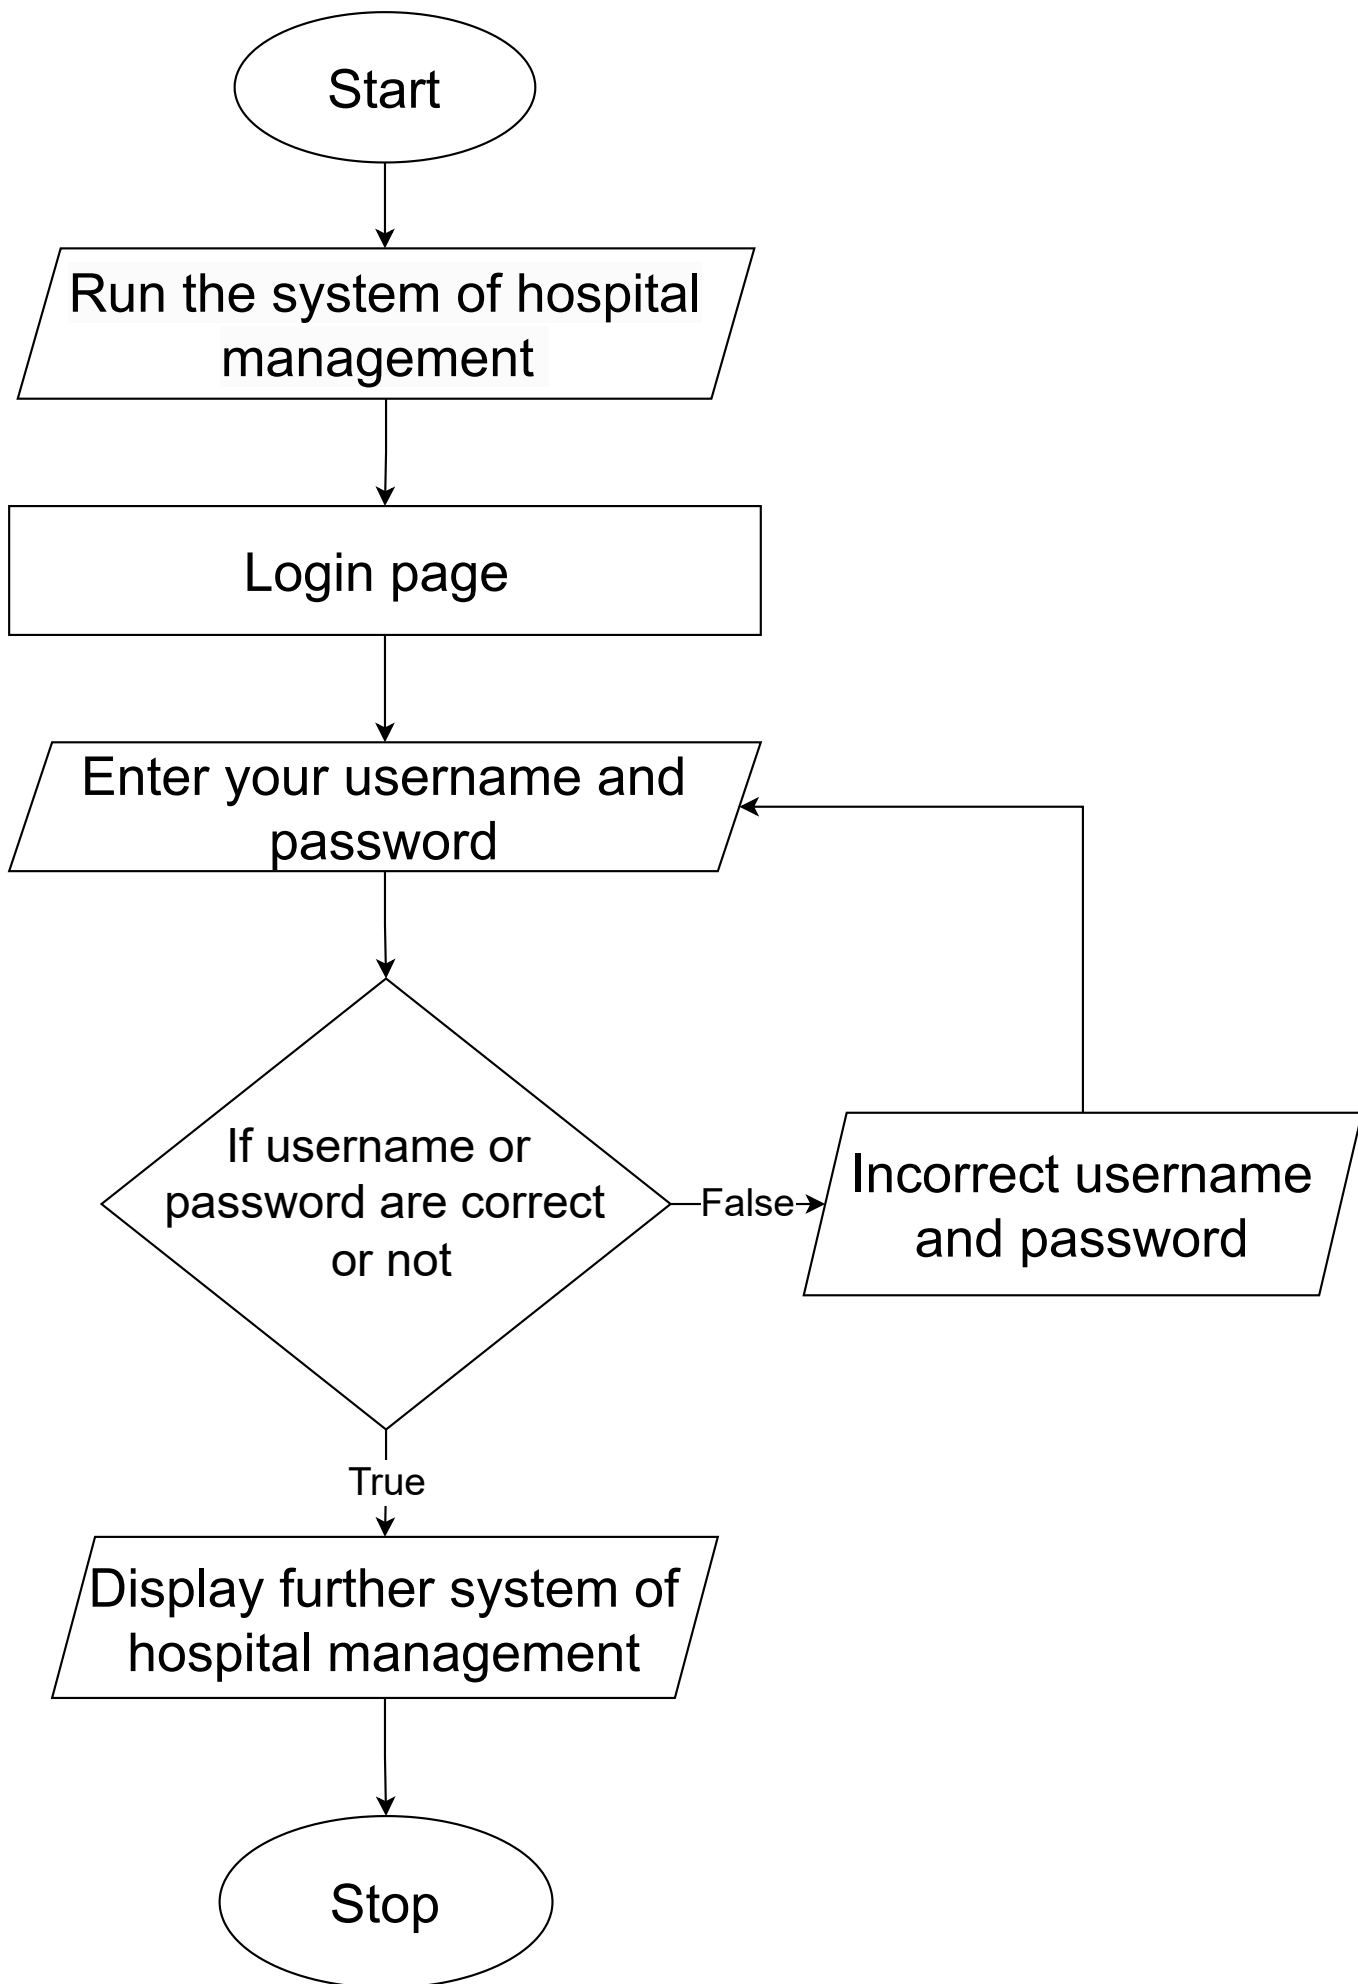 Start
Run the system of hospital
management
Login page
Enter your username and
password
If username or
password are correct
or not
False
Incorrect username
and password
True
Display further system of
hospital management
Stop